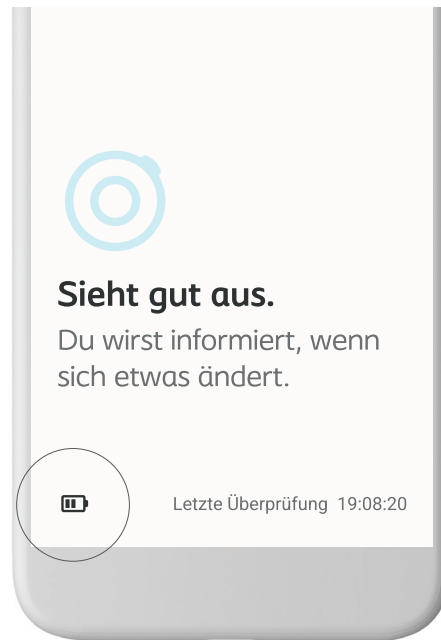 Sieht gut aus.
Du wirst informiert, wenn
sich etwas ändert.
Letzte Überprüfung 19:08:20